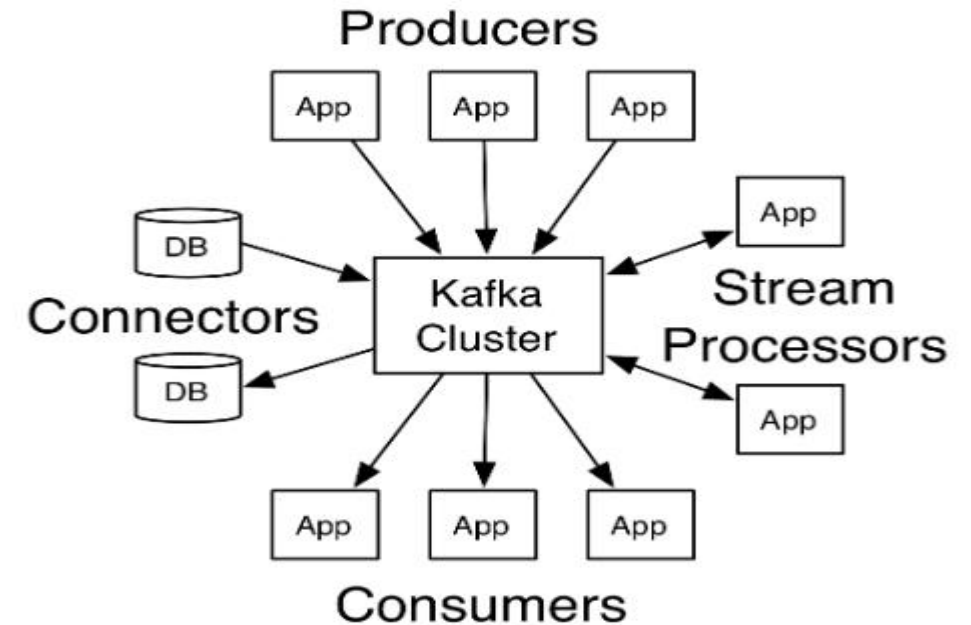 Producers
App
App
App
App
DB
Kafka
Cluster
Stream
Processors
Connectors
DB
App
App
App
App
Consumers